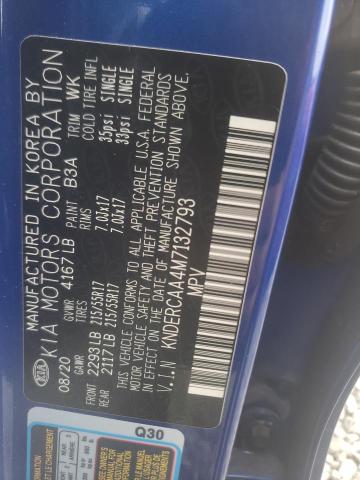 MANUFACTURED IN KOREA BY
KIA MOTORS CORPORATION
KIA
08/20 GVWR 4167LB PAINT B3A TRIM WK
TIRES RIMS COLD TIRE INFL
FRONT 2293LB 215/55R17 7.00x17 35psi SINGLE
REAR 2117LB 215/55R17 7.00x17 33psi SINGLE
THIS VEHICLE CONFORMS TO ALL APPLICABLE U.S.A. FEDERAL
MOTOR VEHICLE SAFETY AND THEFT PREVENTION STANDARDS
IN EFFECT ON THE DATE OF MANUFACTURE SHOWN ABOVE.
V.I.N KNDERCAA4M7132793
MPV
Q30